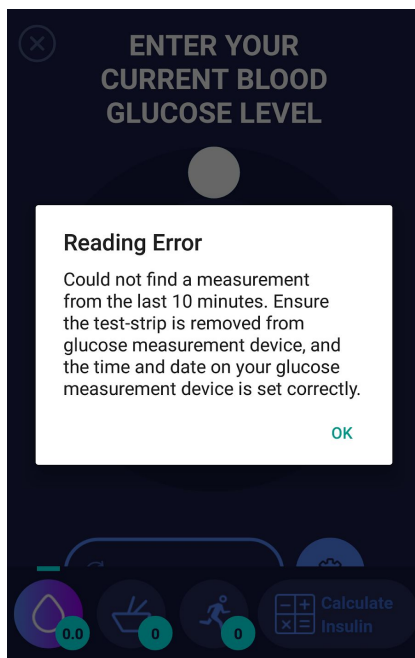 ENTER YOUR
CURRENT BLOOD
GLUCOSE LEVEL
Reading Error
Could not find a measurement
from the last 10 minutes. Ensure
the test-strip is removed from
glucose measurement device, and
the time and date on your glucose
measurement device is set correctly.
OK
0.0
0
0
Calculate
Insulin